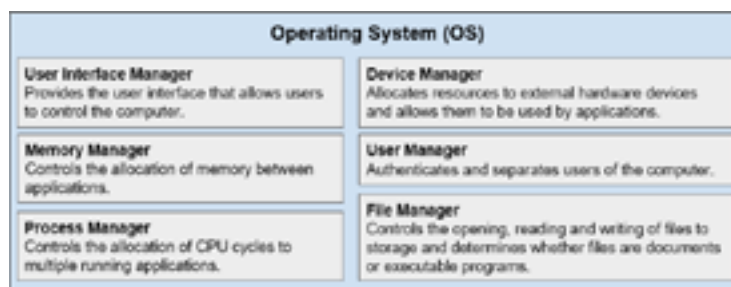 Operating System (OS)
User Interface Manager
Provides the user interface that allows users
to control the computer.
Memory Manager
Controls the allocation of memory between
applications.
Process Manager
Controls the allocation of CPU cycles to
multiple running applications.
Device Manager
Allocates resources to external hardware devices
and allows them to be used by applications.
User Manager
Authenticates and separates users of the computer.
File Manager
Controls the opening, reading and writing of files to
storage and determines whether files are documents
or executable programs.